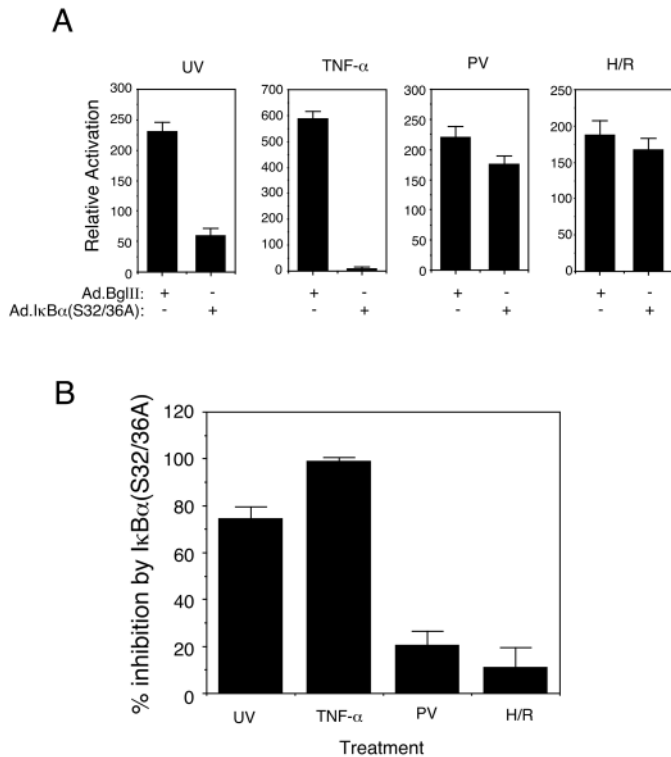 A
UV
TNF-α
PV
H/R
Relative Activation
300
250
200
150
100
50
0
700
600
500
400
300
200
100
0
300
250
200
150
100
50
0
250
200
150
100
50
0
Ad.BglII: + - + - + - + -
Ad.IκBα(S32/36A): - + - + - + - +
B
% inhibition by IκBα(S32/36A)
120
100
80
60
40
20
0
UV TNF-α PV H/R
Treatment